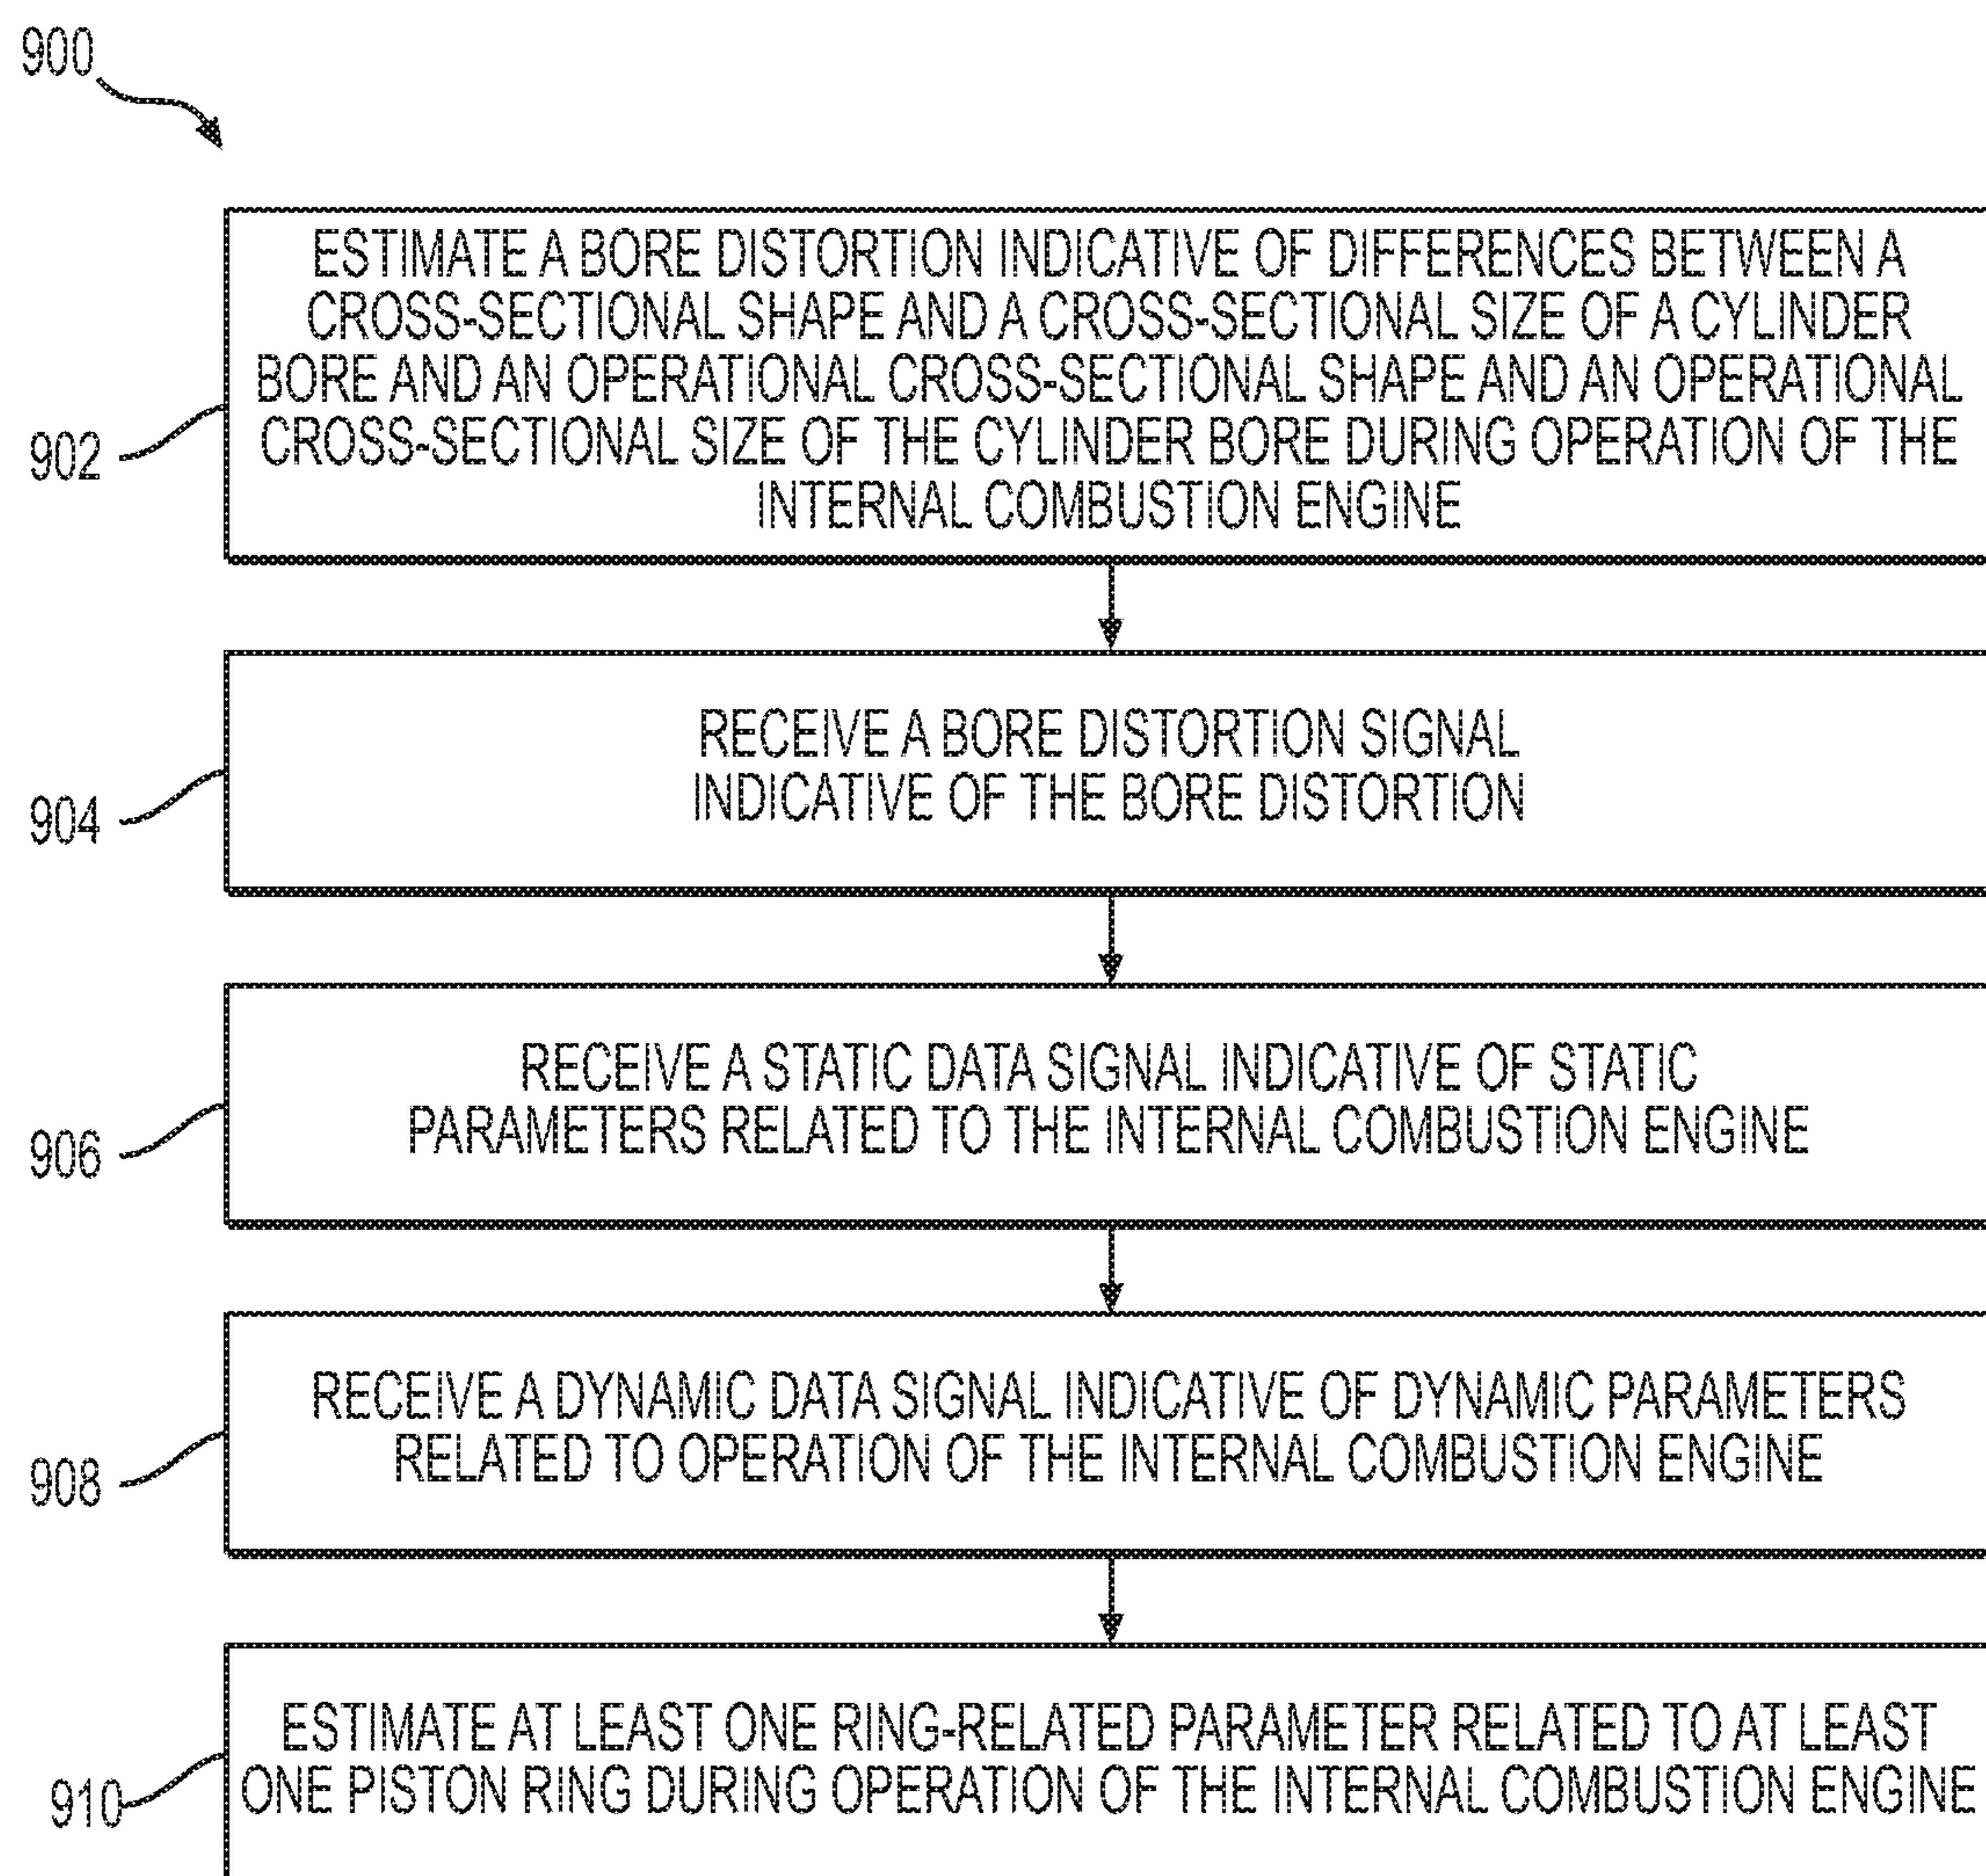 900
ESTIMATE A BORE DISTORTION INDICATIVE OF DIFFERENCES BETWEEN A
CROSS-SECTIONAL SHAPE AND A CROSS-SECTIONAL SIZE OF A CYLINDER
BORE AND AN OPERATIONAL CROSS-SECTIONAL SHAPE AND AN OPERATIONAL
CROSS-SECTIONAL SIZE OF THE CYLINDER BORE DURING OPERATION OF THE
INTERNAL COMBUSTION ENGINE
902
RECEIVE A BORE DISTORTION SIGNAL
INDICATIVE OF THE BORE DISTORTION
904
RECEIVE A STATIC DATA SIGNAL INDICATIVE OF STATIC
PARAMETERS RELATED TO THE INTERNAL COMBUSTION ENGINE
906
RECEIVE A DYNAMIC DATA SIGNAL INDICATIVE OF DYNAMIC PARAMETERS
RELATED TO OPERATION OF THE INTERNAL COMBUSTION ENGINE
908
ESTIMATE AT LEAST ONE RING-RELATED PARAMETER RELATED TO AT LEAST
ONE PISTON RING DURING OPERATION OF THE INTERNAL COMBUSTION ENGINE
910